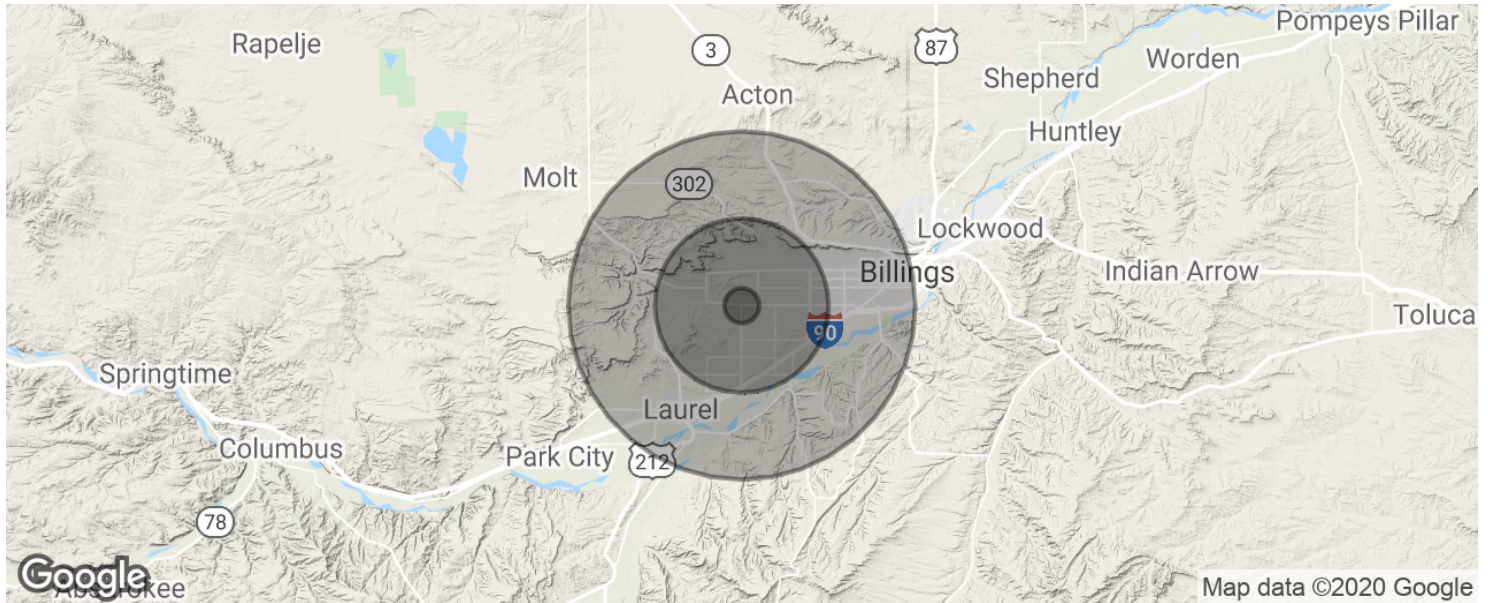 Pompeys Pillar
Rapelje
3
87
Worden
Shepherd
Acton
Huntley
Molt
302
Lockwood
Billings
Indian Arrow
Toluca
90
Springtime
Laurel
Columbus
Park City
212
78
Google
Absarokee
Map data ©2020 Google